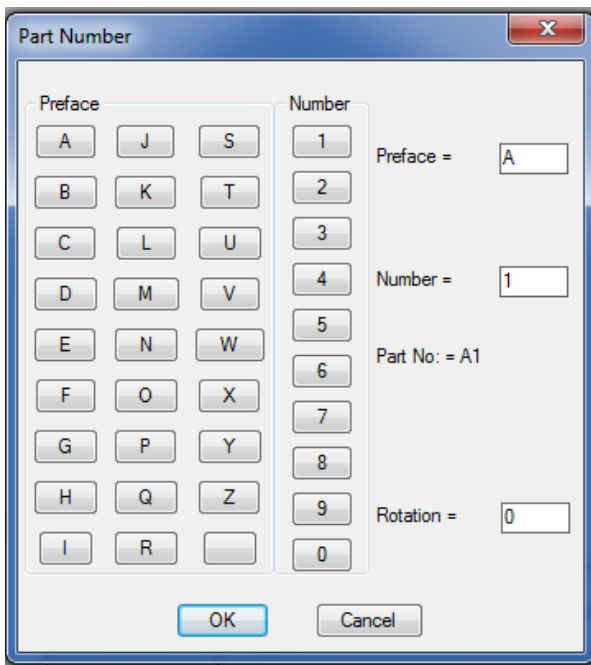 Part Number
Preface
Number
A J S
1
Preface = A
B K T
2
C L U
3
D M V
4
Number = 1
E N W
5
Part No: = A1
F O X
6
G P Y
7
H Q Z
8
I R
9
Rotation = 0
0
OK
Cancel